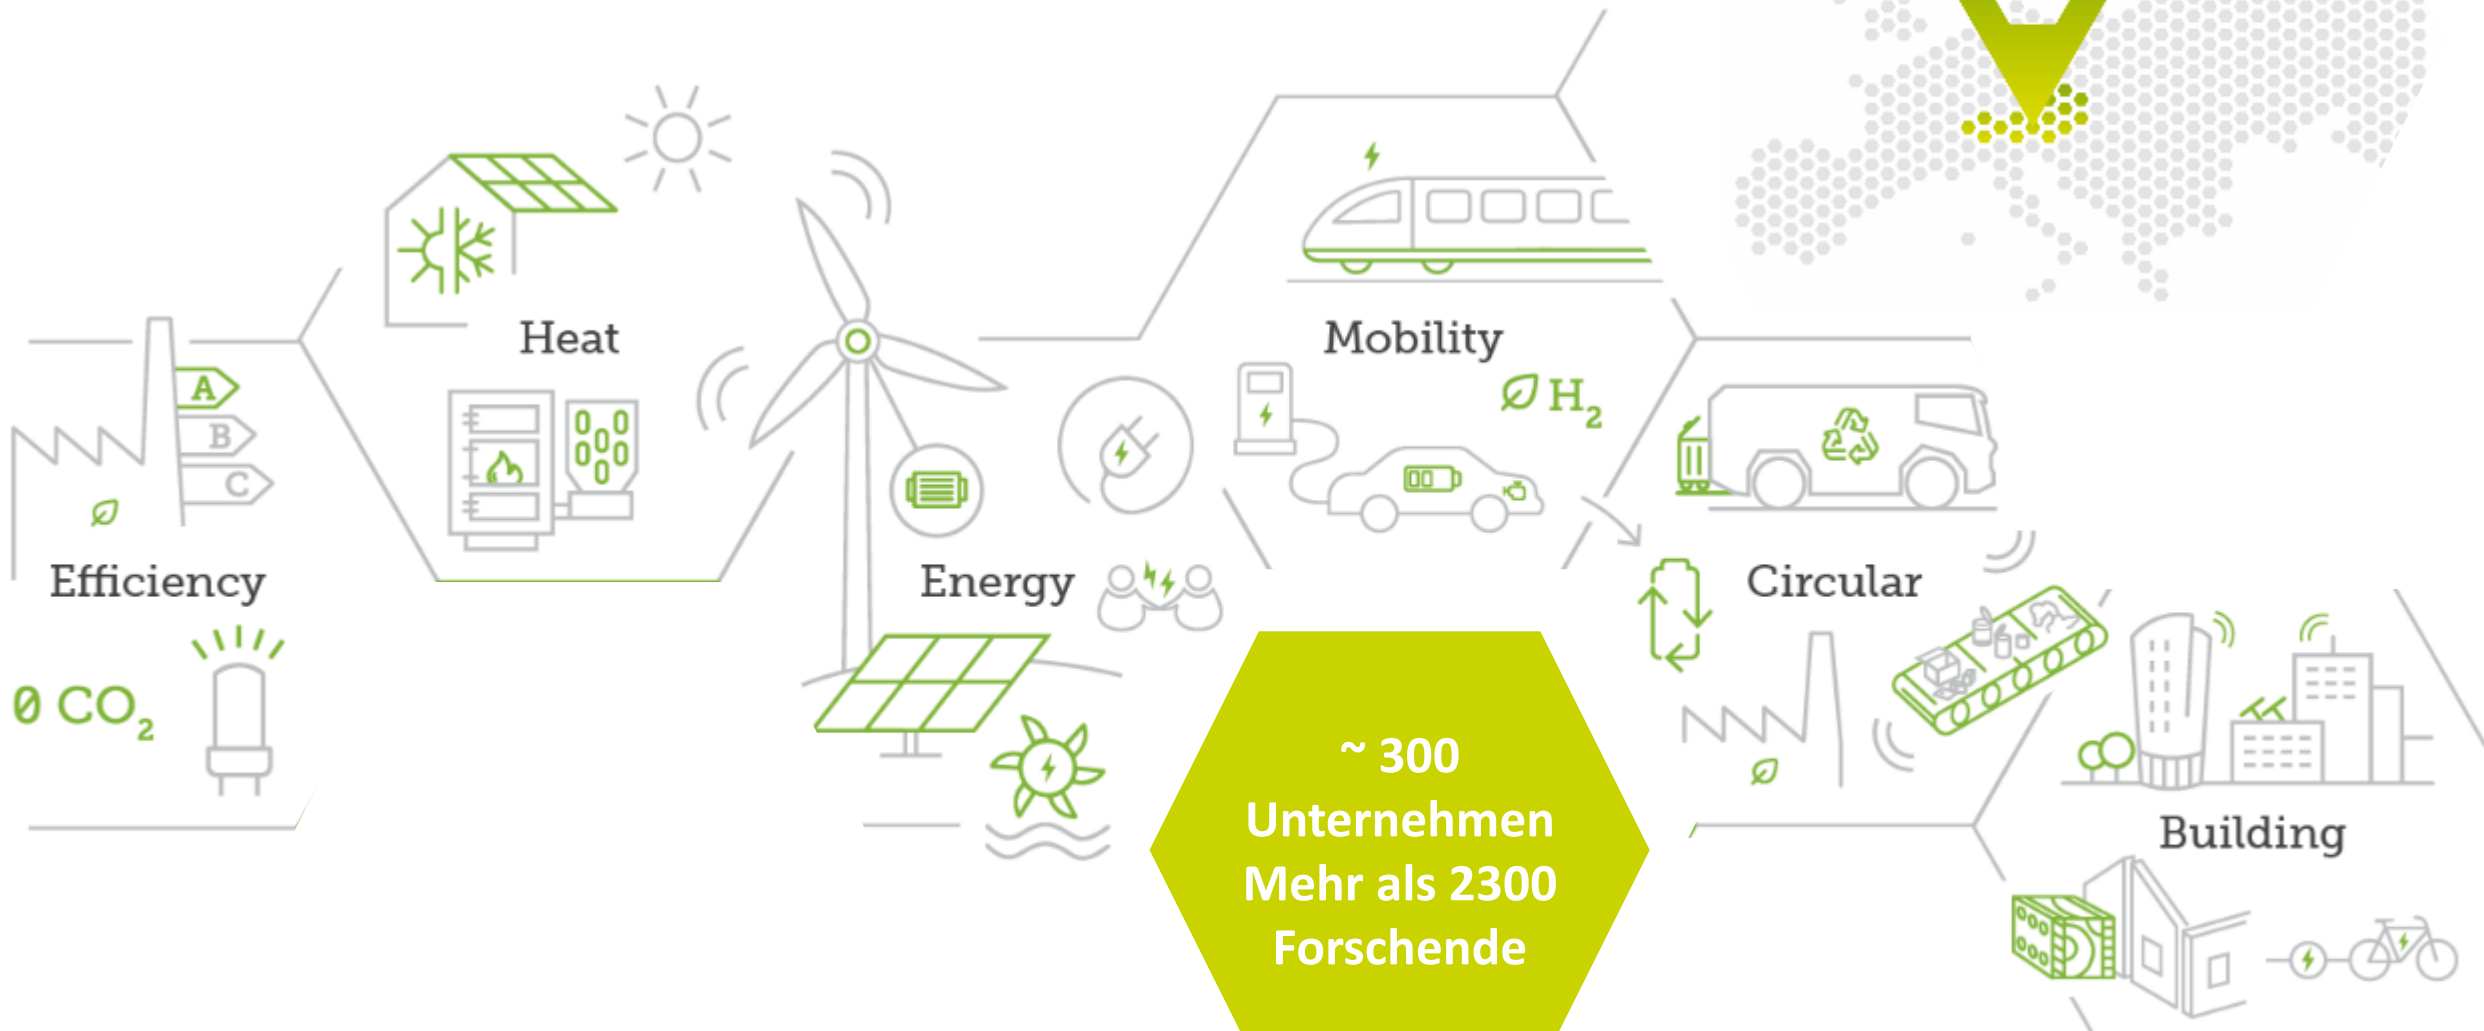 Heat
Mobility
H2
A
B
C
Efficiency
Energy
Circular
0 CO2
~ 300
Unternehmen
Mehr als 2300
Forschende
Building